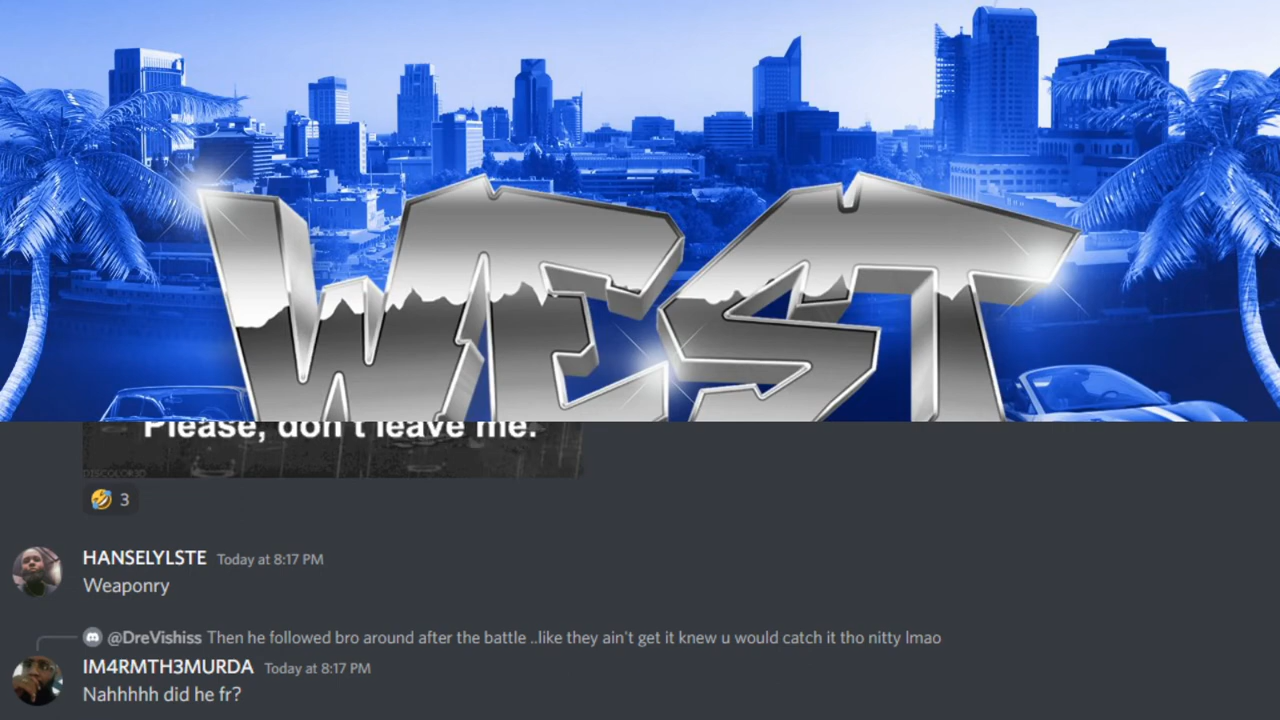 WEST
Please, don't leave me.
3
HANSELYLSTE Today at 8:17 PM
Weaponry
@DreVishiss Then he followed bro around after the battle ..like they ain't get it knew u would catch it tho nitty lmao
IM4RMTH3MURDA Today at 8:17 PM
Nahhhhh did he fr?